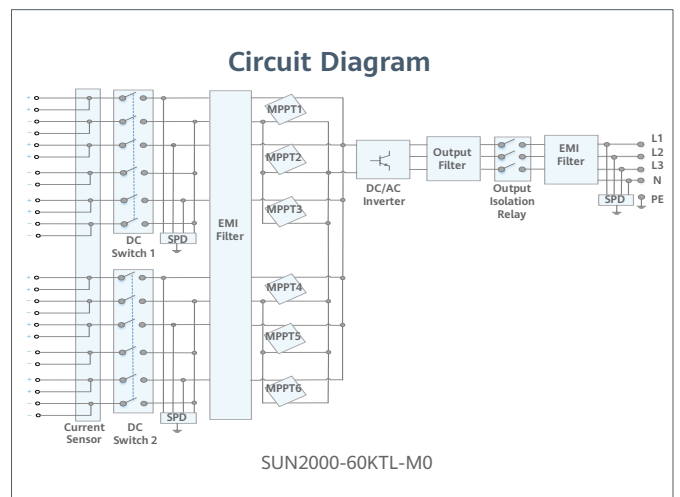 Circuit Diagram
MPPT1
MPPT2
MPPT3
MPPT4
MPPT5
MPPT6
EMI
Filter
DC
Switch 1
SPD
DC
Switch 2
SPD
Current
Sensor
DC/AC
Inverter
Output
Filter
Output
Isolation
Relay
EMI
Filter
SPD
L1
L2
L3
N
PE
SUN2000-60KTL-M0